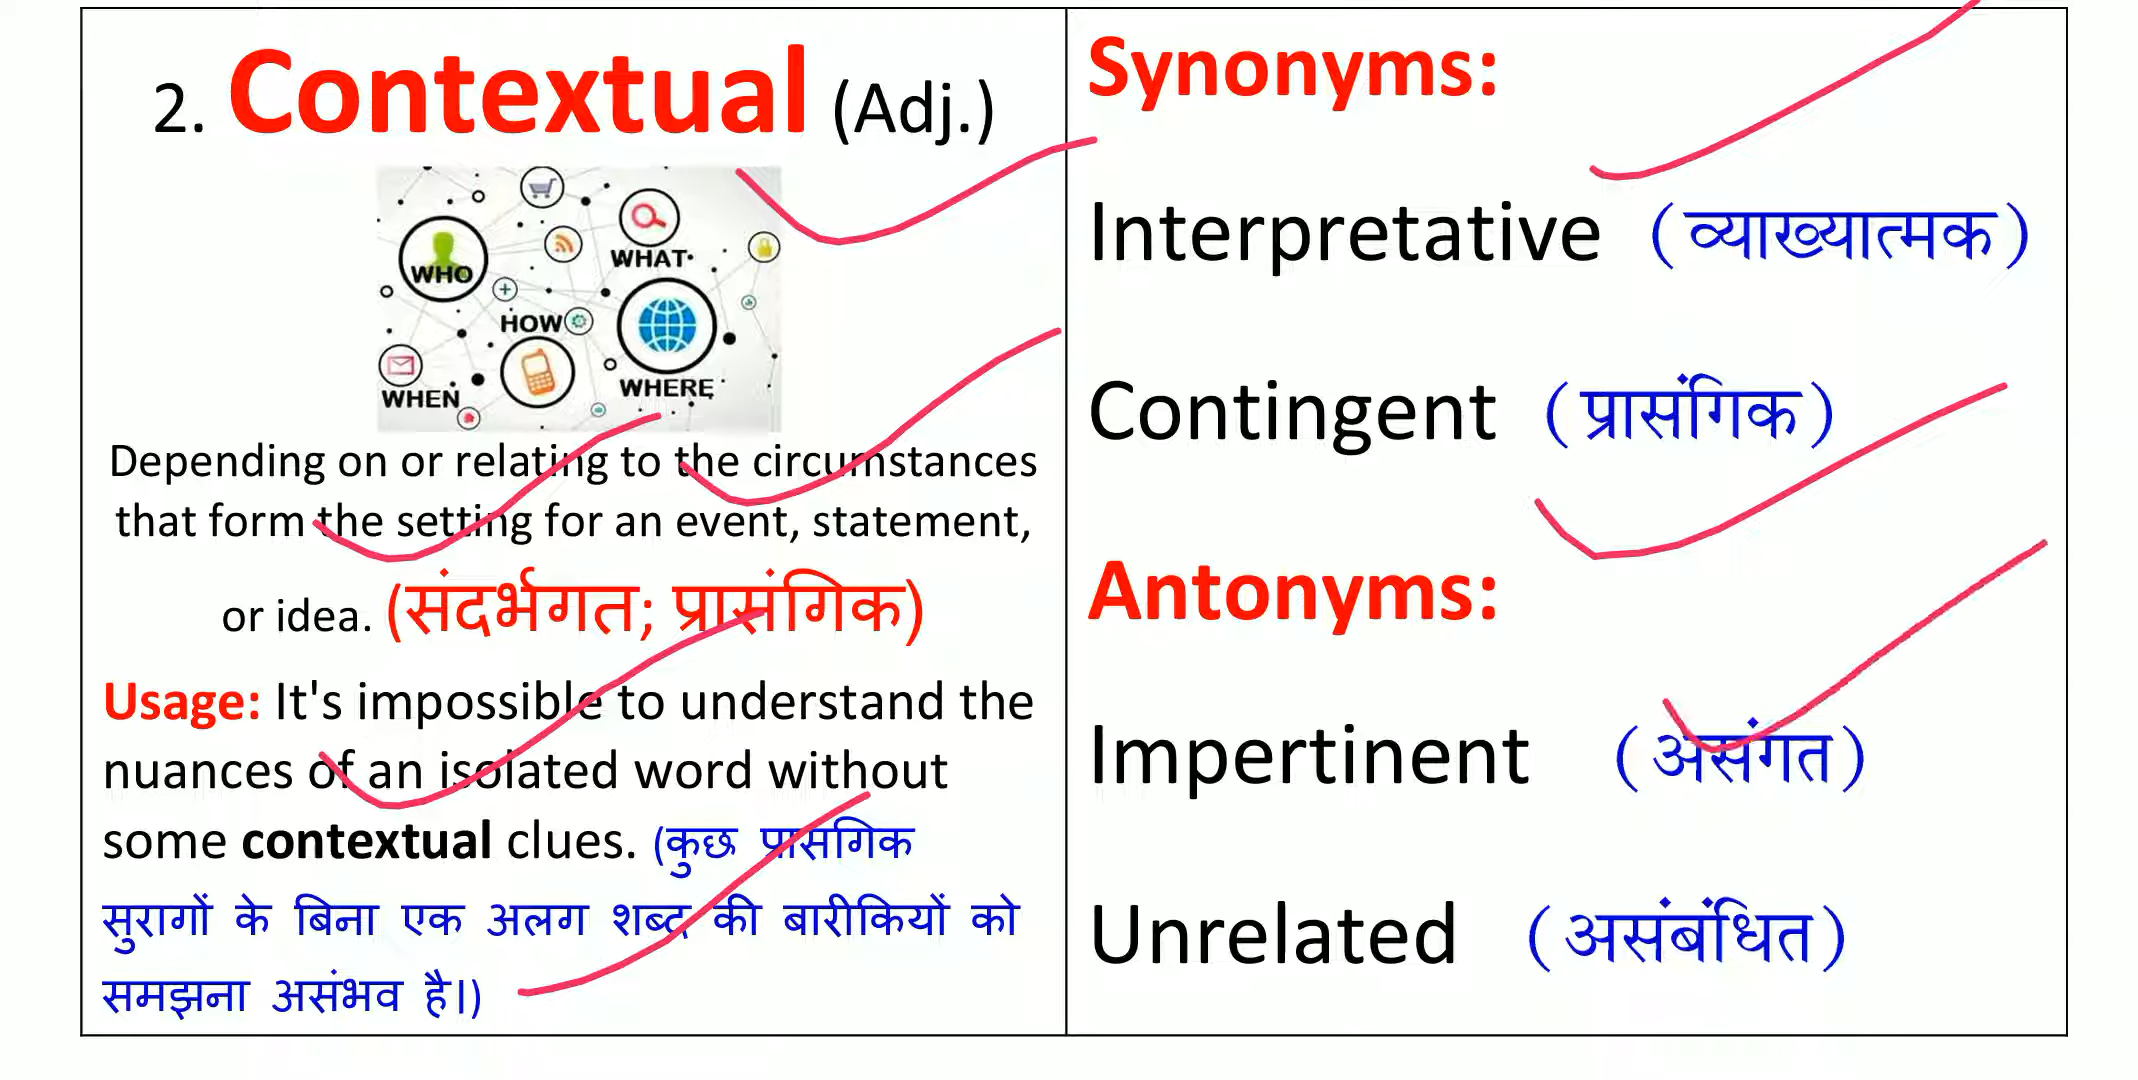 2. Contextual (Adj.)
WHO
WHAT
HOW
WHEN
WHERE
Depending on or relating to the circumstances
that form the setting for an event, statement,
or idea. (संदर्भगत; प्रासंगिक)
Usage: It's impossible to understand the
nuances of an isolated word without
some contextual clues. (कुछ प्रासगिक
सुरागों के बिना एक अलग शब्द की बारीकियों को
समझना असंभव है।)
Synonyms:
Interpretative (व्याख्यात्मक)
Contingent (प्रासंगिक)
Antonyms:
Impertinent (असंगत)
Unrelated (असंबंधित)